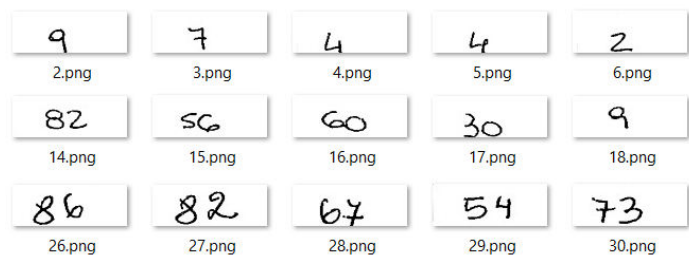 9 7 4 4 2
2.png 3.png 4.png 5.png 6.png
82 56 60 30 9
14.png 15.png 16.png 17.png 18.png
86 82 67 54 73
26.png 27.png 28.png 29.png 30.png